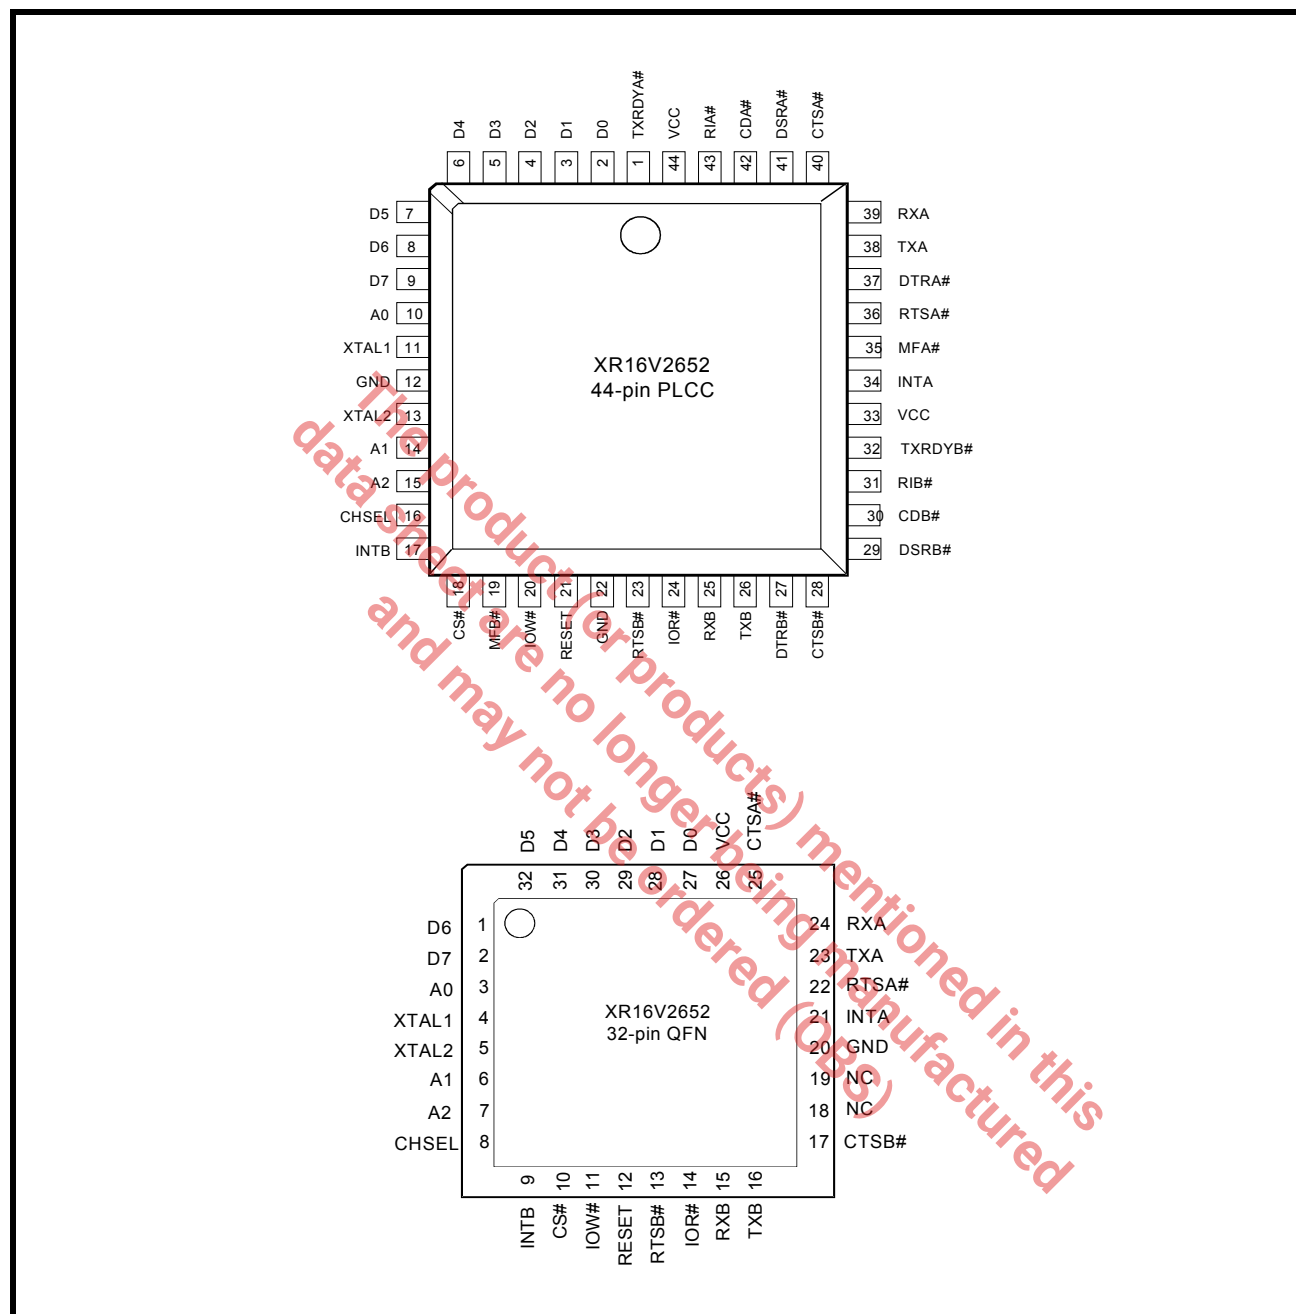 D4 D3 D2 D1 D0 TXRDYA# VCC RIA# CDA# DSRA# CTSA#
6 5 4 3 2 1 44 43 42 41 40
D5 7
D6 8
D7 9
A0 10
XTAL1 11
GND 12
XTAL2 13
A1 14
A2 15
CHSEL 16
INTB 17
XR16V2652
44-pin PLCC
39 RXA
38 TXA
37 DTRA#
36 RTSA#
35 MFA#
34 INTA
33 VCC
32 TXRDYB#
31 RIB#
30 CDB#
29 DSRB#
18 19 20 21 22 23 24 25 26 27 28
CS# MFB# IOW# RESET GND RTSB# IOR# RXB TXB DTRB# CTSB#
The product (or products) mentioned in this
data sheet are no longer being manufactured
and may not be ordered (OBS)
D5 D4 D3 D2 D1 D0 VCC CTSA#
32 31 30 29 28 27 26 25
D6 1
D7 2
A0 3
XTAL1 4
XTAL2 5
A1 6
A2 7
CHSEL 8
XR16V2652
32-pin QFN
24 RXA
23 TXA
22 RTSA#
21 INTA
20 GND
19 NC
18 NC
17 CTSB#
9 10 11 12 13 14 15 16
INTB CS# IOW# RESET RTSB# IOR# RXB TXB